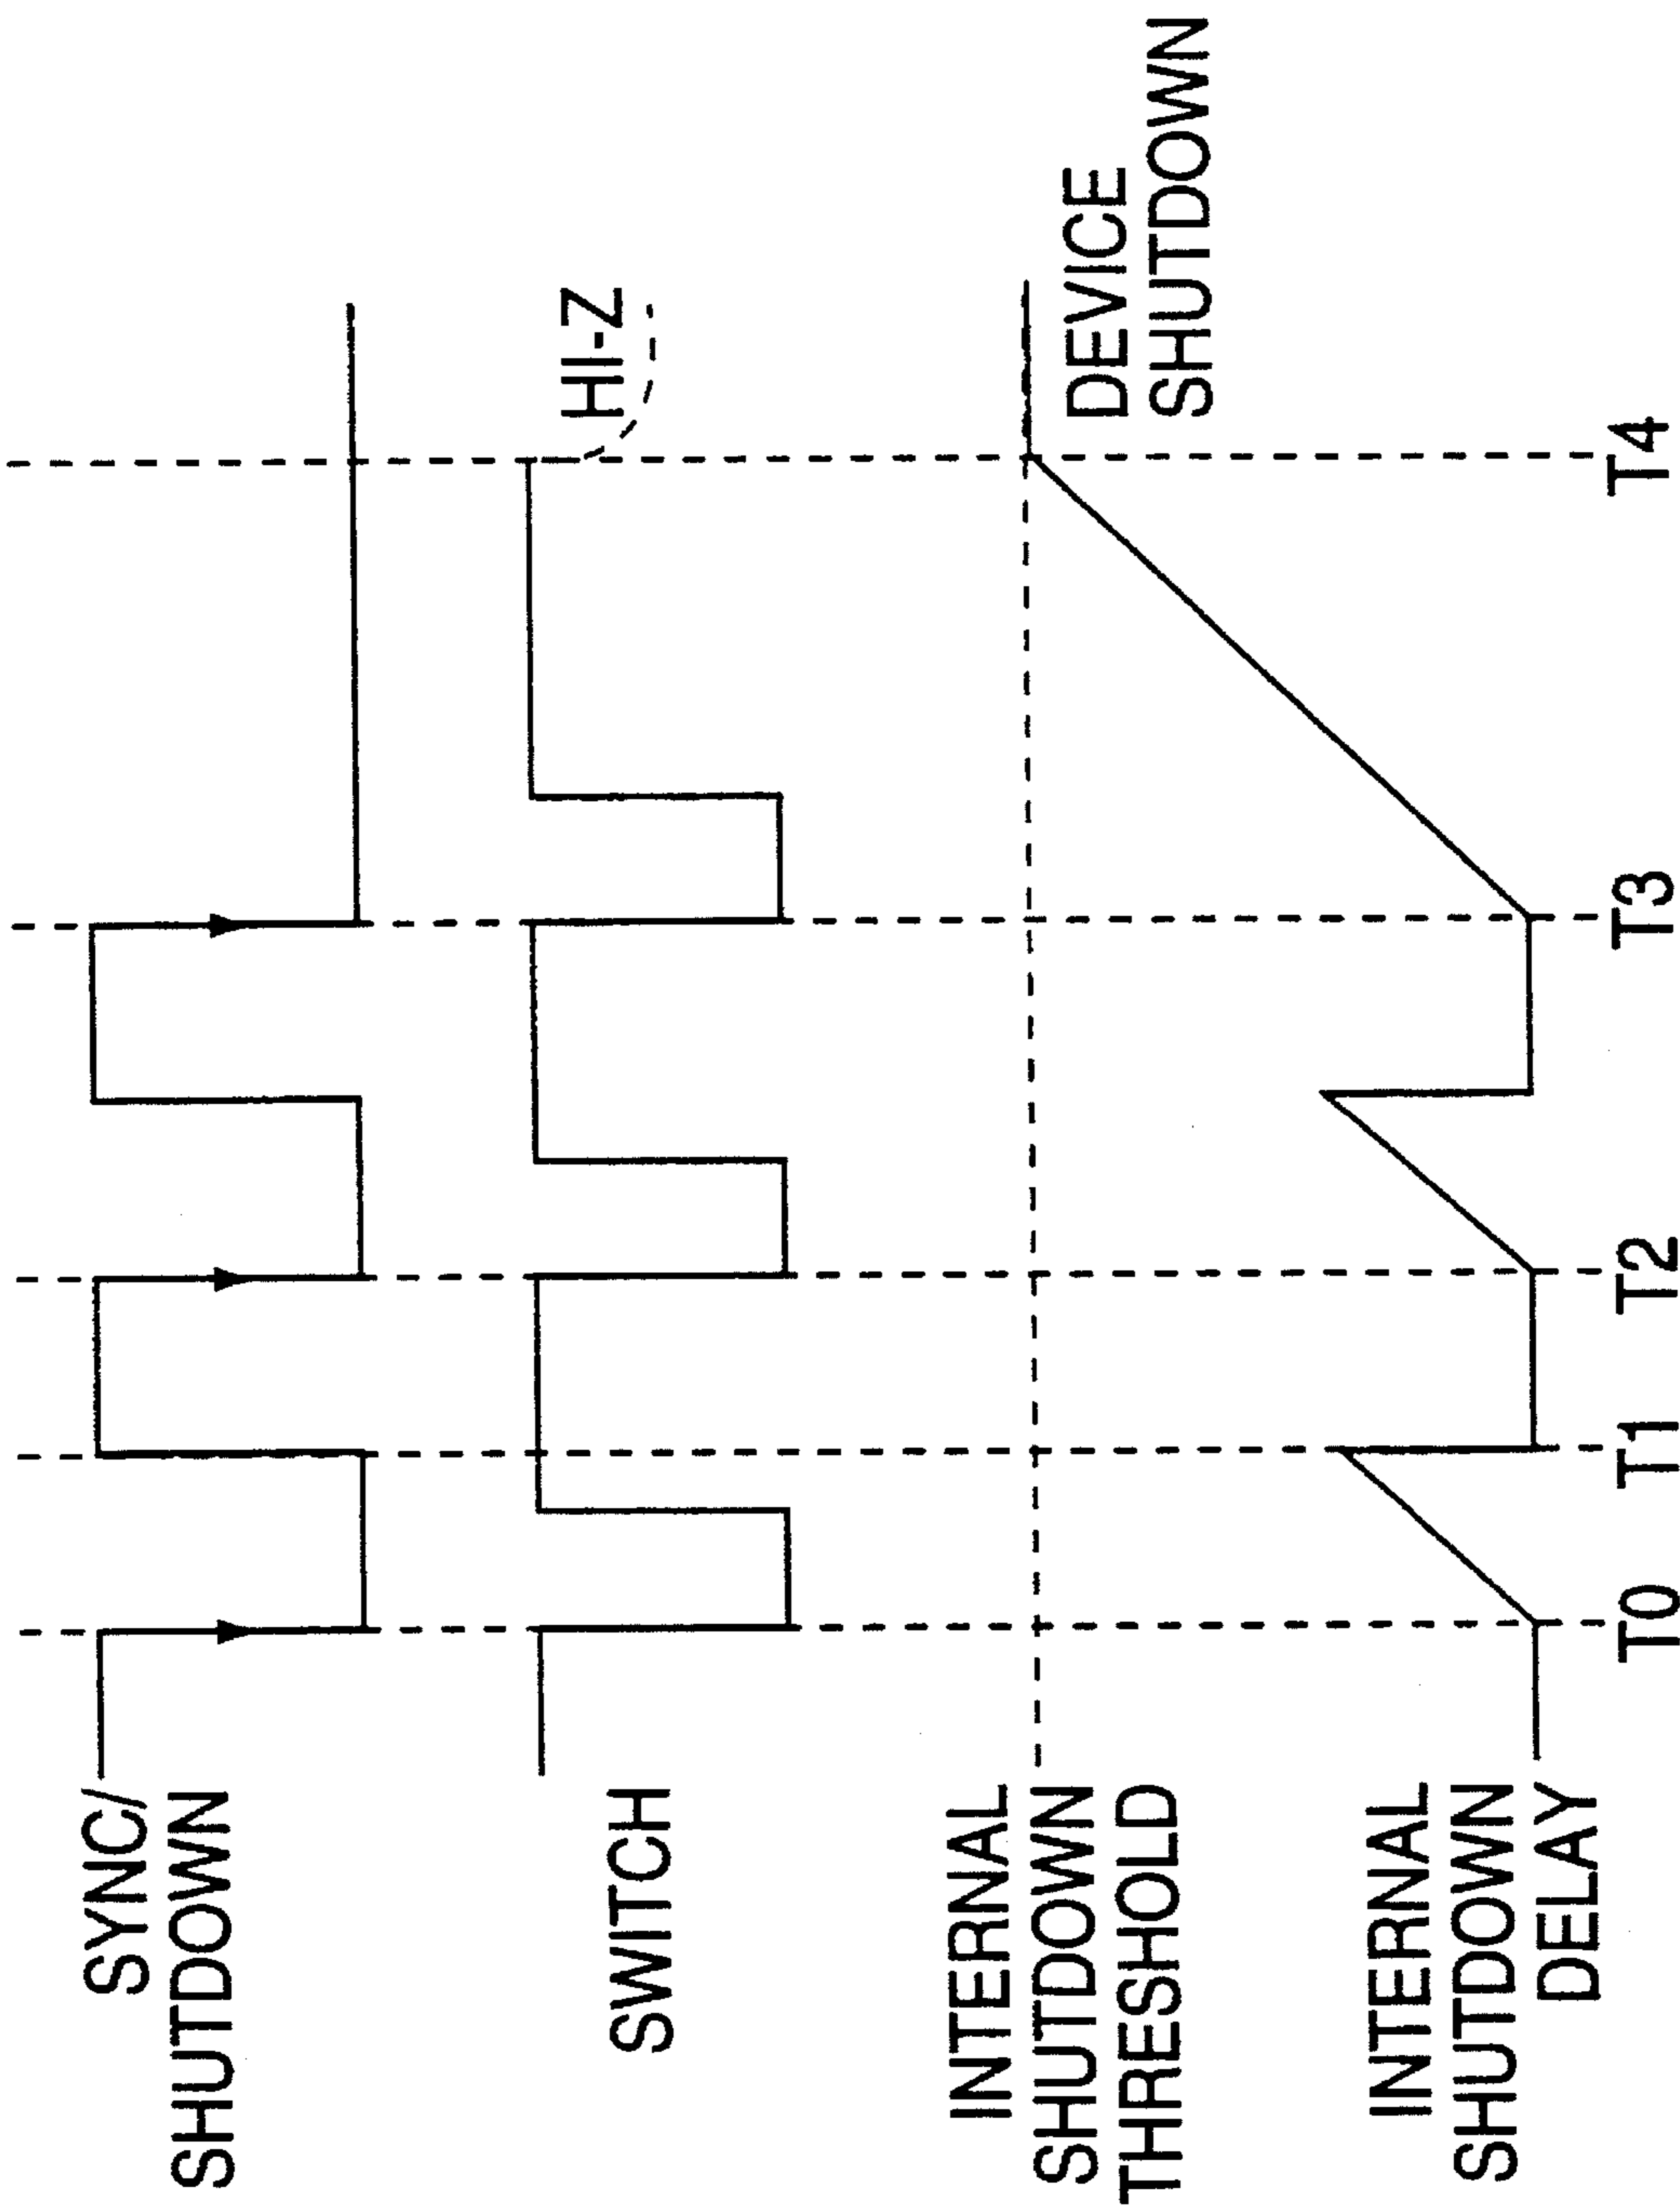 SYNC/
SHUTDOWN
SWITCH
HI-Z
INTERNAL
SHUTDOWN
THRESHOLD
DEVICE
SHUTDOWN
INTERNAL
SHUTDOWN
DELAY
T0
T1
T2
T3
T4